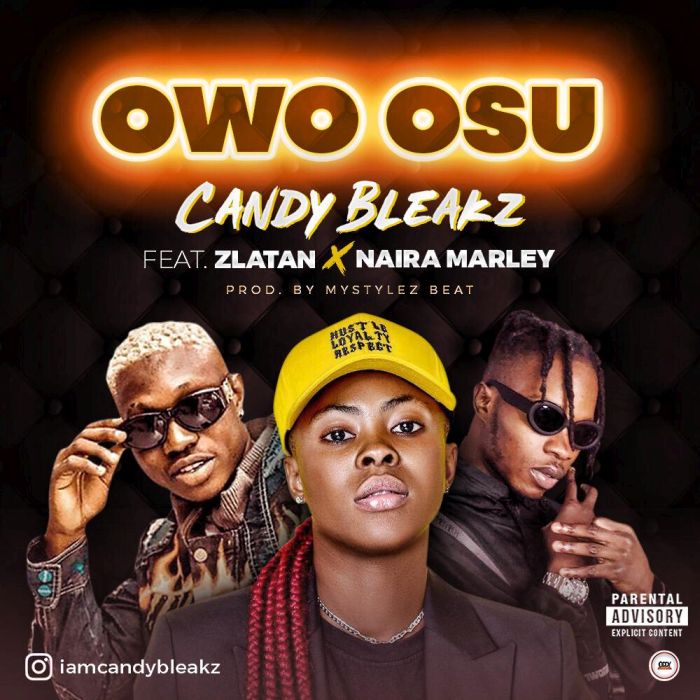 OWO OSU
CANDY BLEAKZ
FEAT. ZLATAN X NAIRA MARLEY
PROD. BY MYSTYLEZ BEAT
HUSTLE
LOYALTY
RESPECT
PARENTAL
ADVISORY
EXPLICIT CONTENT
iamcandybleakz